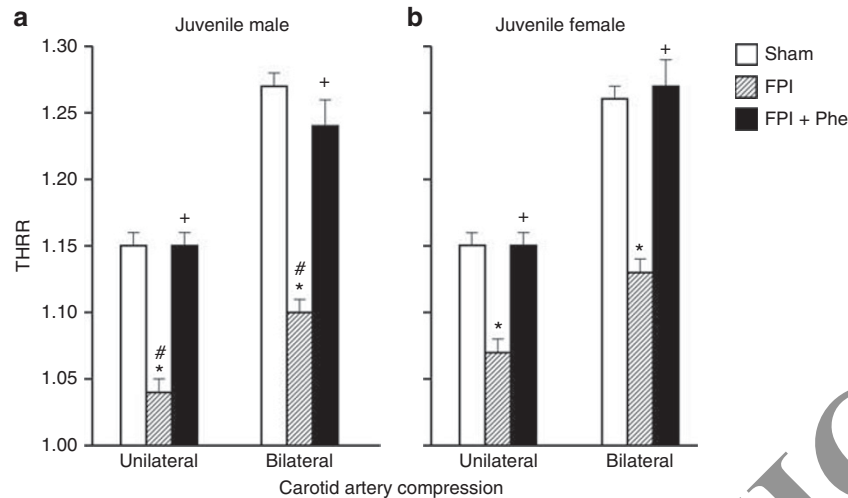 a
Juvenile male
b
Juvenile female
Sham
FPI
FPI + Phe
THRR
1.30
1.25
1.20
1.15
1.10
1.05
1.00
#
*
+
#
*
+
*
+
*
+
Unilateral
Bilateral
Unilateral
Bilateral
Carotid artery compression